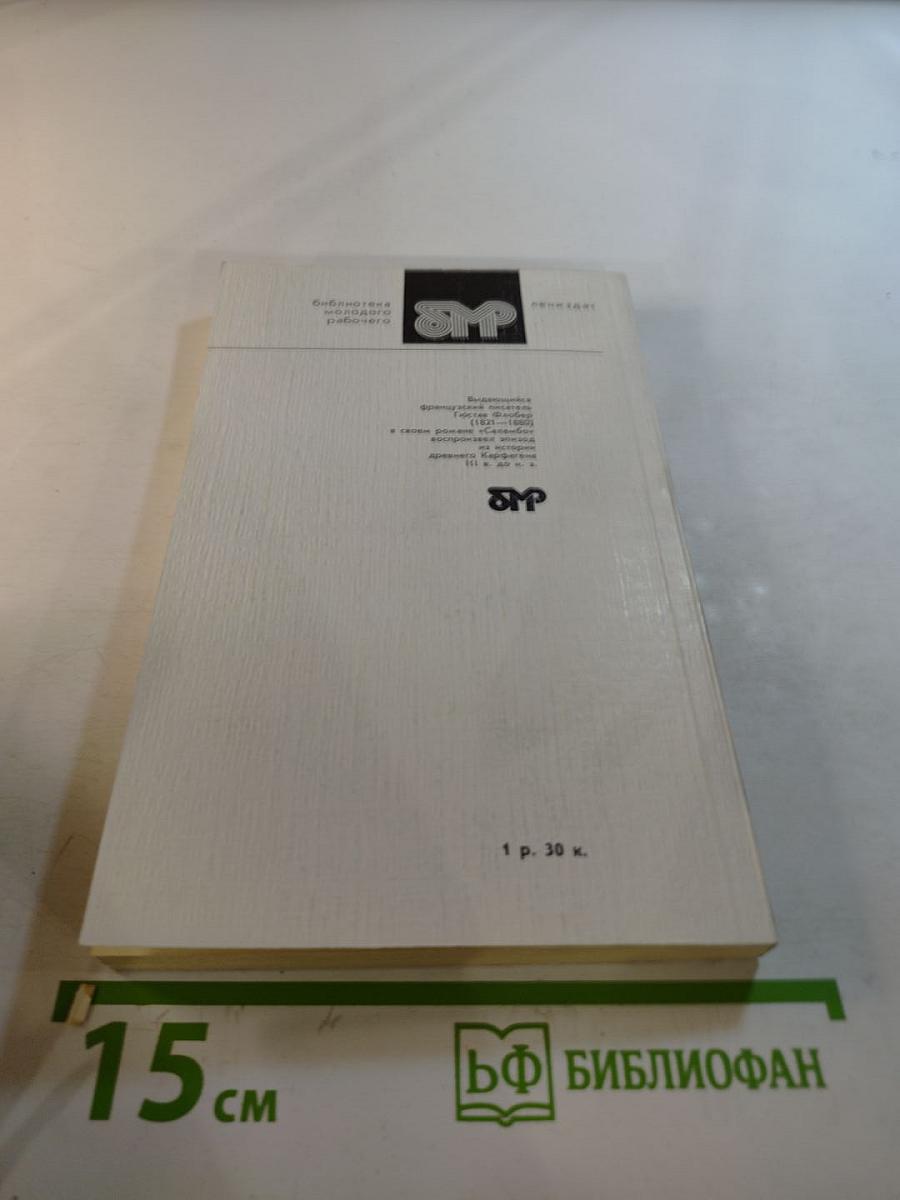 библиотека
молодого
рабочего
бмр
лениздат
Выдающийся
французский писатель
Гюстав Флобер
(1821—1880)
в своем романе «Саламбо»
воспроизвел эпизод
из истории
древнего Карфагена
III в. до н. э.
бмр
1 р. 30 к.
15 см
БФ
БИБЛИОФАН